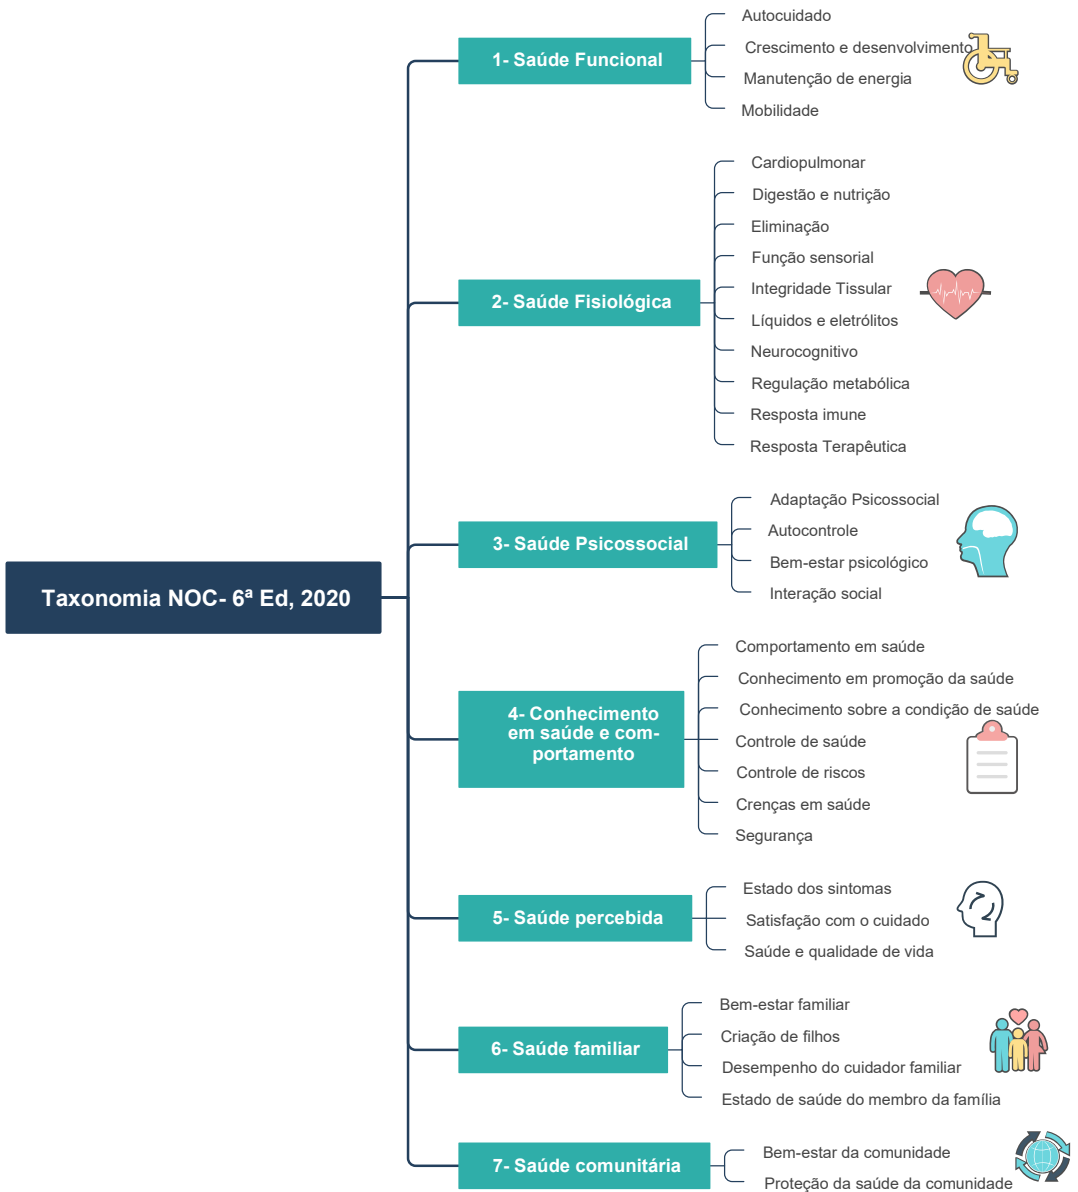 Taxonomia NOC- 6ª Ed, 2020
1- Saúde Funcional
Autocuidado
Crescimento e desenvolvimento
Manutenção de energia
Mobilidade
2- Saúde Fisiológica
Cardiopulmonar
Digestão e nutrição
Eliminação
Função sensorial
Integridade Tissular
Líquidos e eletrólitos
Neurocognitivo
Regulação metabólica
Resposta imune
Resposta Terapêutica
3- Saúde Psicossocial
Adaptação Psicossocial
Autocontrole
Bem-estar psicológico
Interação social
4- Conhecimento
em saúde e com-
portamento
Comportamento em saúde
Conhecimento em promoção da saúde
Conhecimento sobre a condição de saúde
Controle de saúde
Controle de riscos
Crenças em saúde
Segurança
5- Saúde percebida
Estado dos sintomas
Satisfação com o cuidado
Saúde e qualidade de vida
6- Saúde familiar
Bem-estar familiar
Criação de filhos
Desempenho do cuidador familiar
Estado de saúde do membro da família
7- Saúde comunitária
Bem-estar da comunidade
Proteção da saúde da comunidade